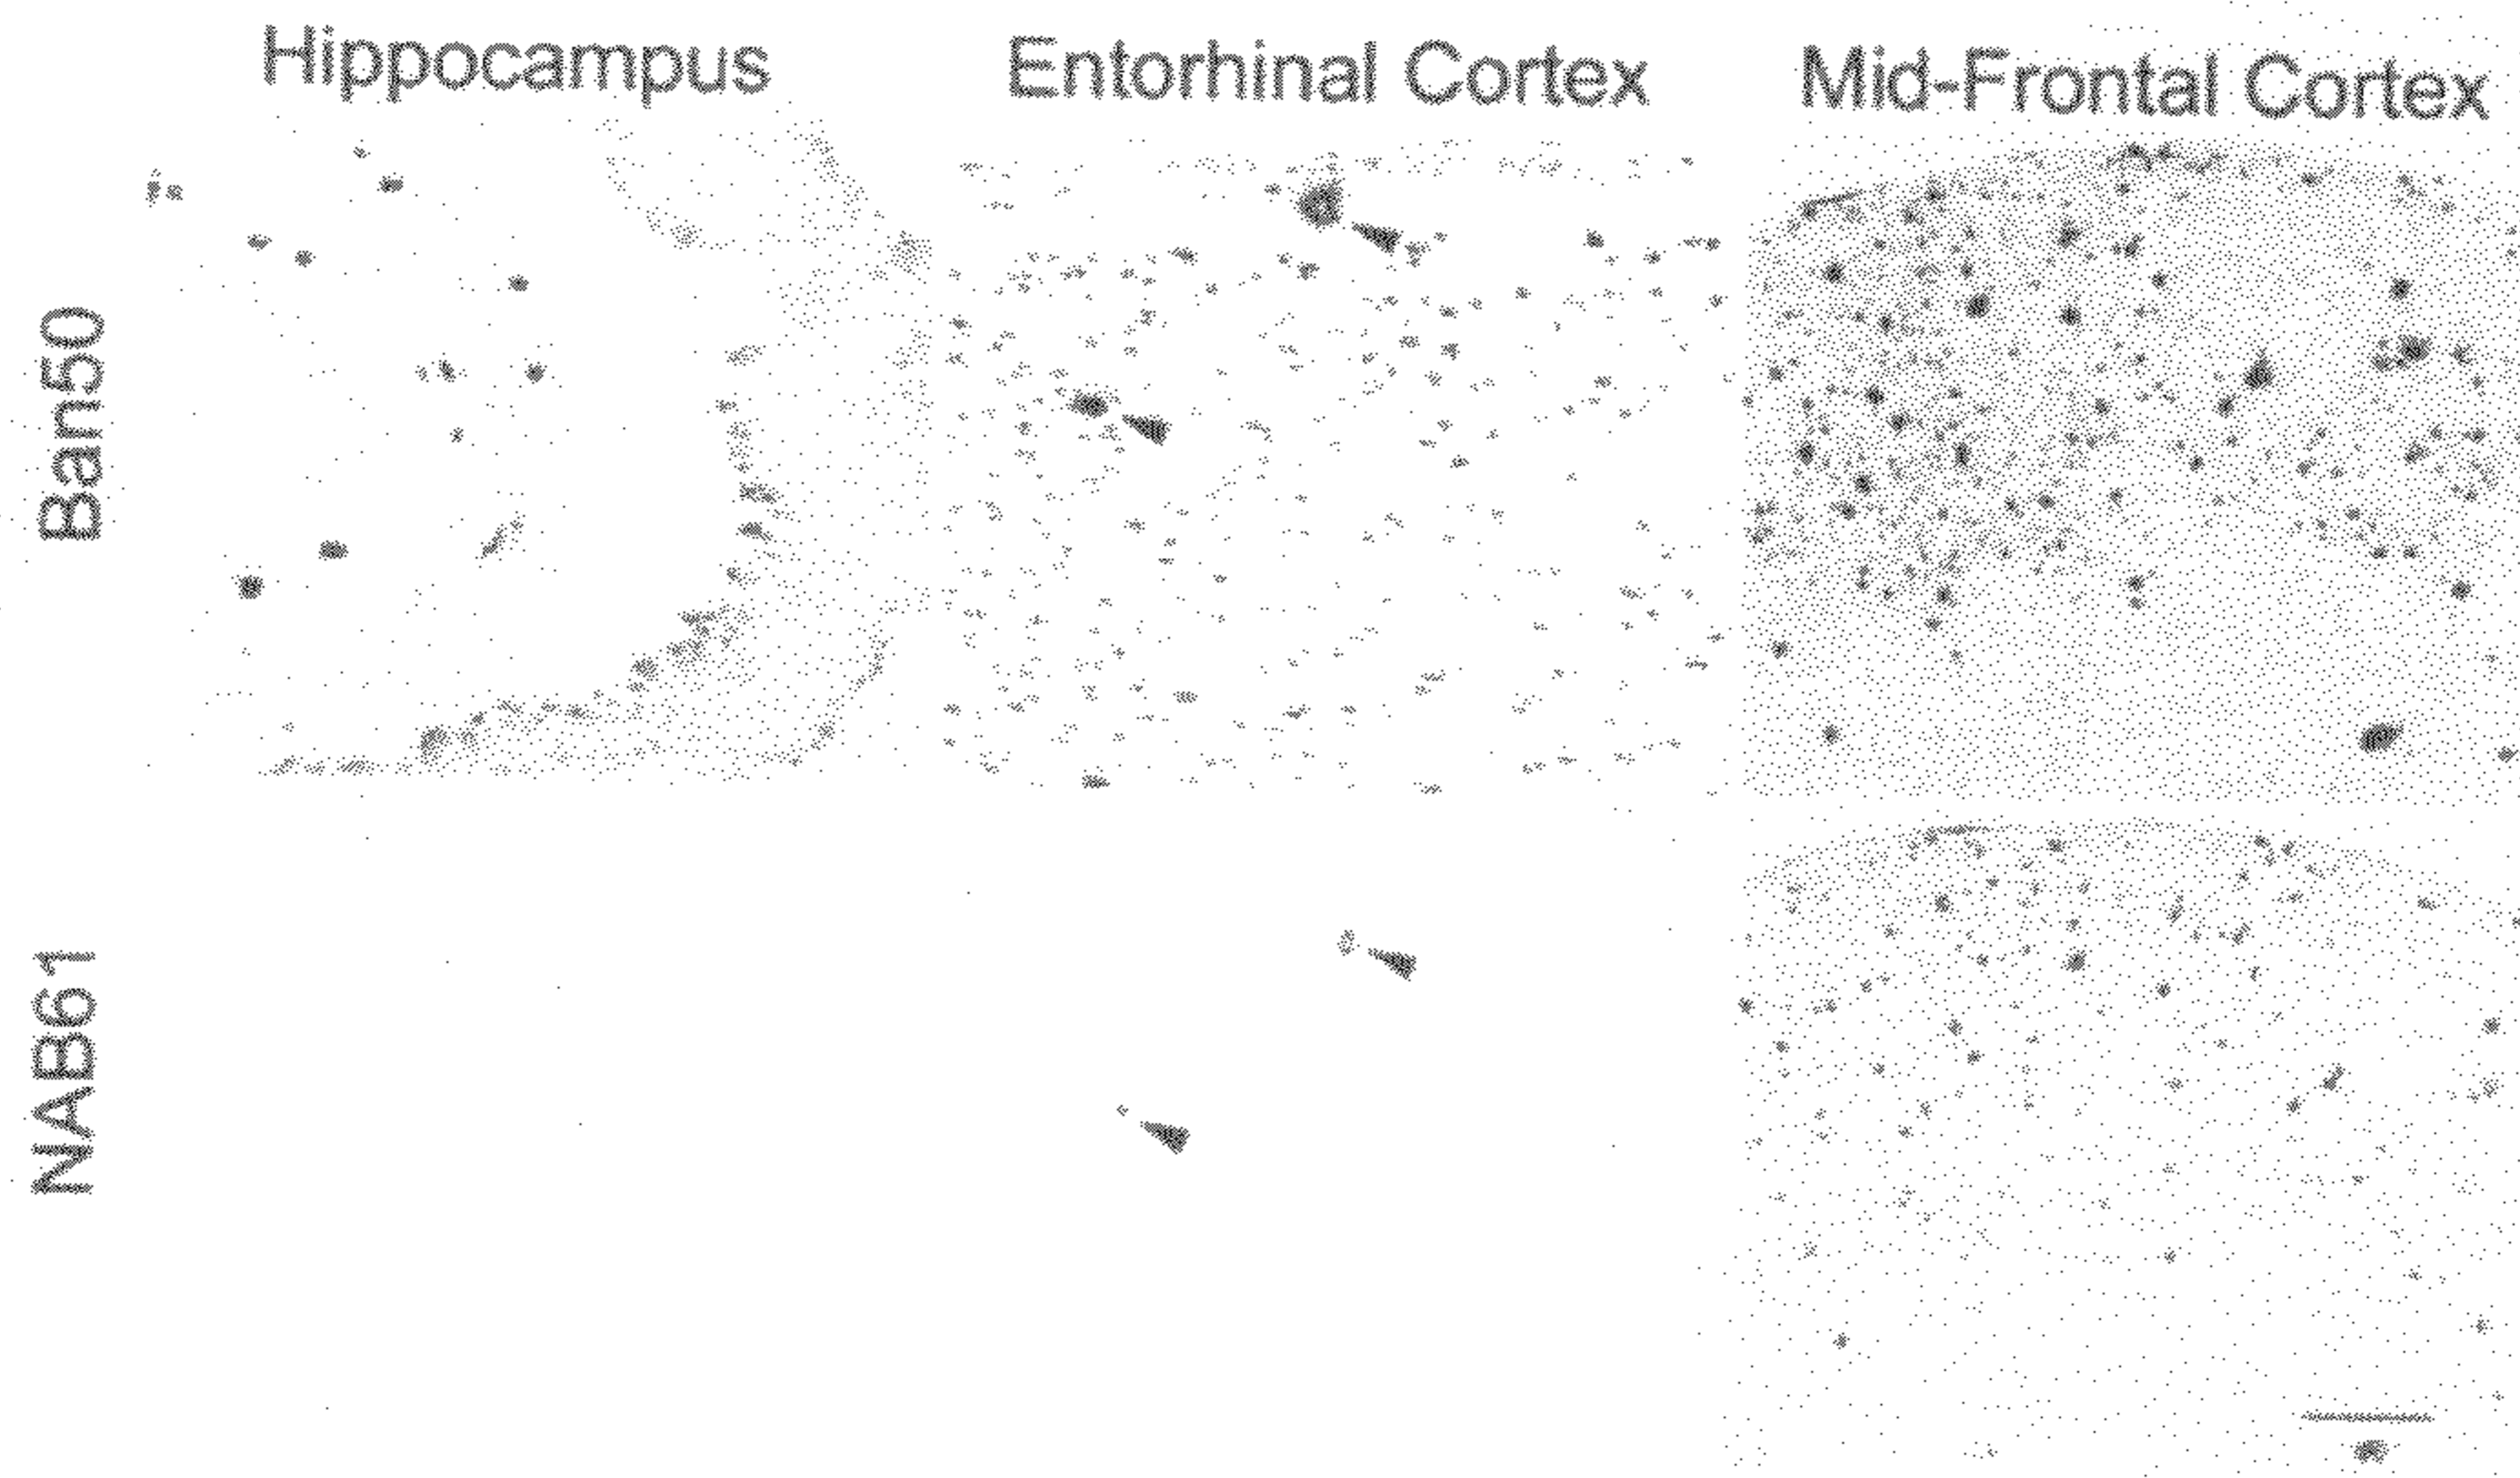 Hippocampus
Entorhinal Cortex
Mid-Frontal Cortex
Ban50
NAB61